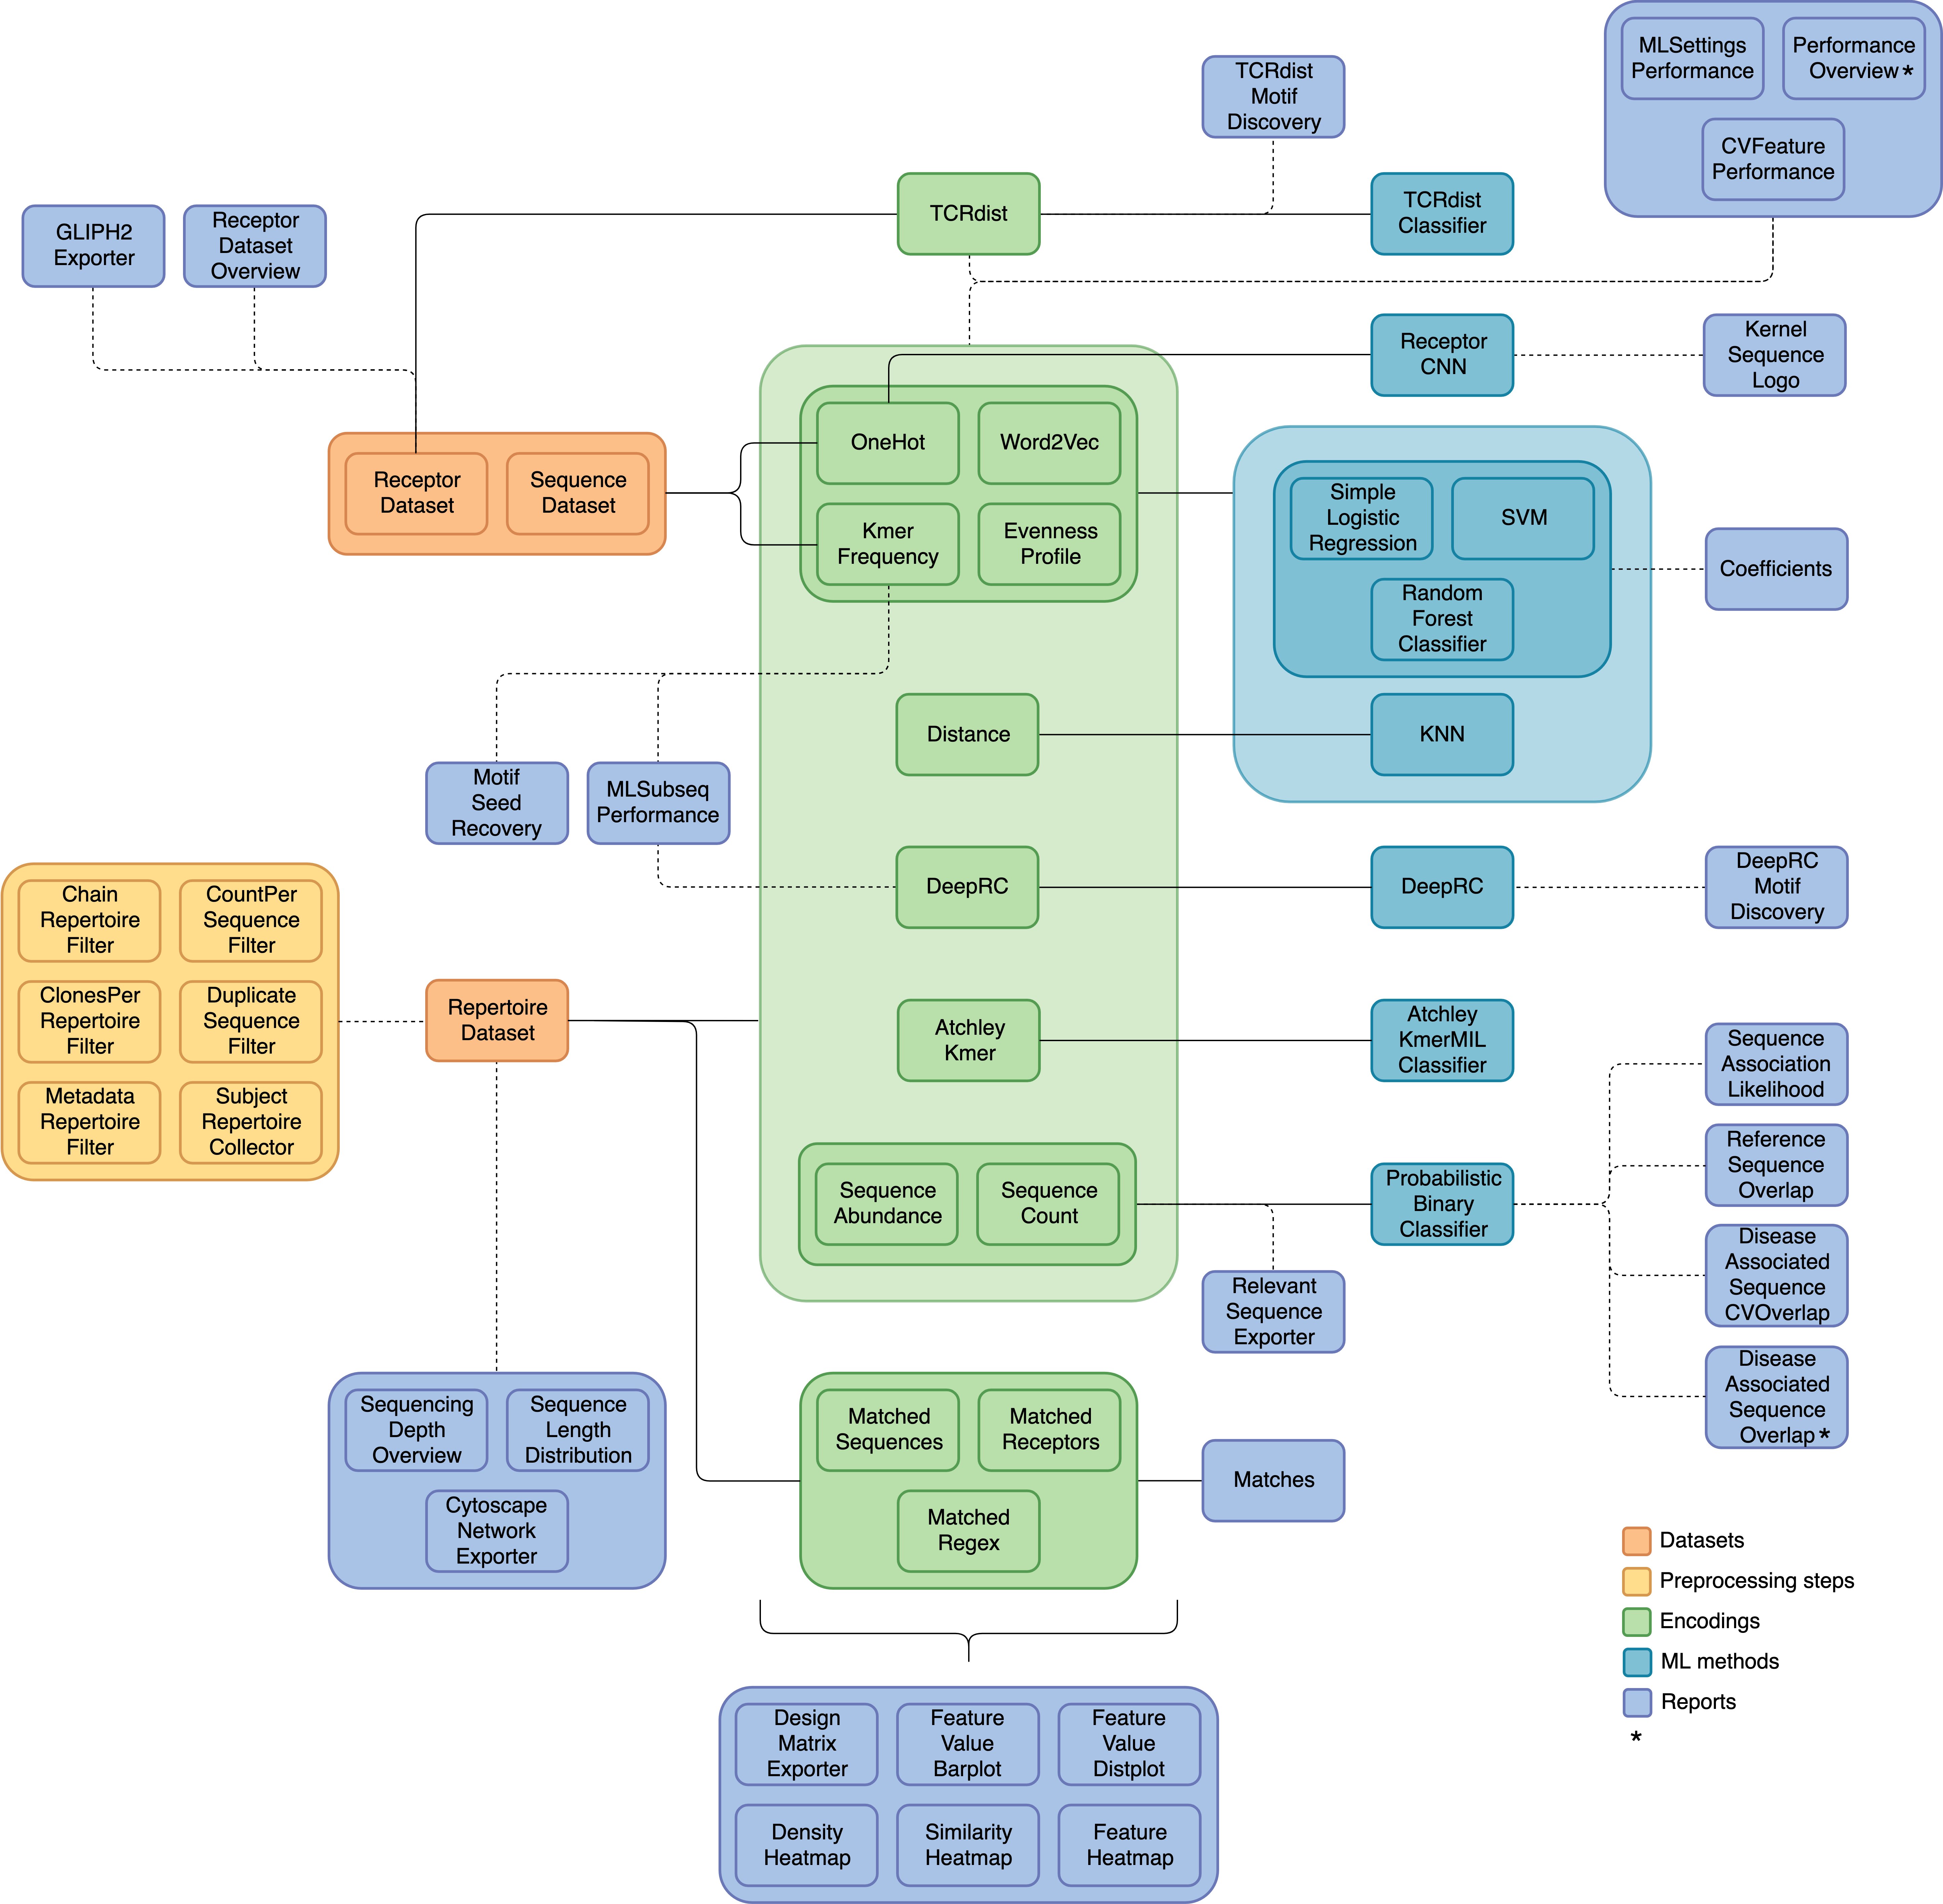 MLSettings
Performance
Performance
Overview*
CVFeature
Performance
TCRdist
Motif
Discovery
TCRdist
TCRdist
Classifier
GLIPH2
Exporter
Receptor
Dataset
Overview
Receptor
CNN
Kernel
Sequence
Logo
Receptor
Dataset
Sequence
Dataset
OneHot
Word2Vec
Kmer
Frequency
Evenness
Profile
Simple
Logistic
Regression
SVM
Random
Forest
Classifier
Coefficients
Distance
KNN
Motif
Seed
Recovery
MLSubseq
Performance
DeepRC
DeepRC
DeepRC
Motif
Discovery
Chain
Repertoire
Filter
CountPer
Sequence
Filter
ClonesPer
Repertoire
Filter
Duplicate
Sequence
Filter
Metadata
Repertoire
Filter
Subject
Repertoire
Collector
Repertoire
Dataset
Atchley
Kmer
Atchley
KmerMIL
Classifier
Sequence
Abundance
Sequence
Count
Probabilistic
Binary
Classifier
Sequence
Association
Likelihood
Reference
Sequence
Overlap
Disease
Associated
Sequence
CVOverlap
Disease
Associated
Sequence
Overlap*
Relevant
Sequence
Exporter
Sequencing
Depth
Overview
Sequence
Length
Distribution
Cytoscape
Network
Exporter
Matched
Sequences
Matched
Receptors
Matched
Regex
Matches
Datasets
Preprocessing steps
Encodings
ML methods
Reports
*
Design
Matrix
Exporter
Feature
Value
Barplot
Feature
Value
Distplot
Density
Heatmap
Similarity
Heatmap
Feature
Heatmap